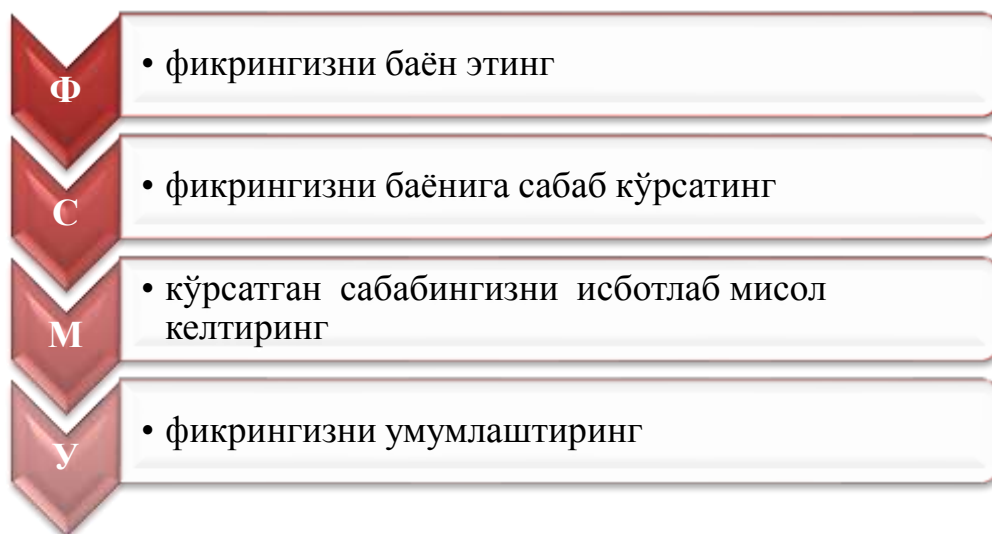 Ф
• фикрингизни баён этинг
С
• фикрингизни баёнига сабаб кўрсатинг
М
• кўрсатган сабабингизни исботлаб мисол
келтиринг
У
• фикрингизни умумлаштиринг